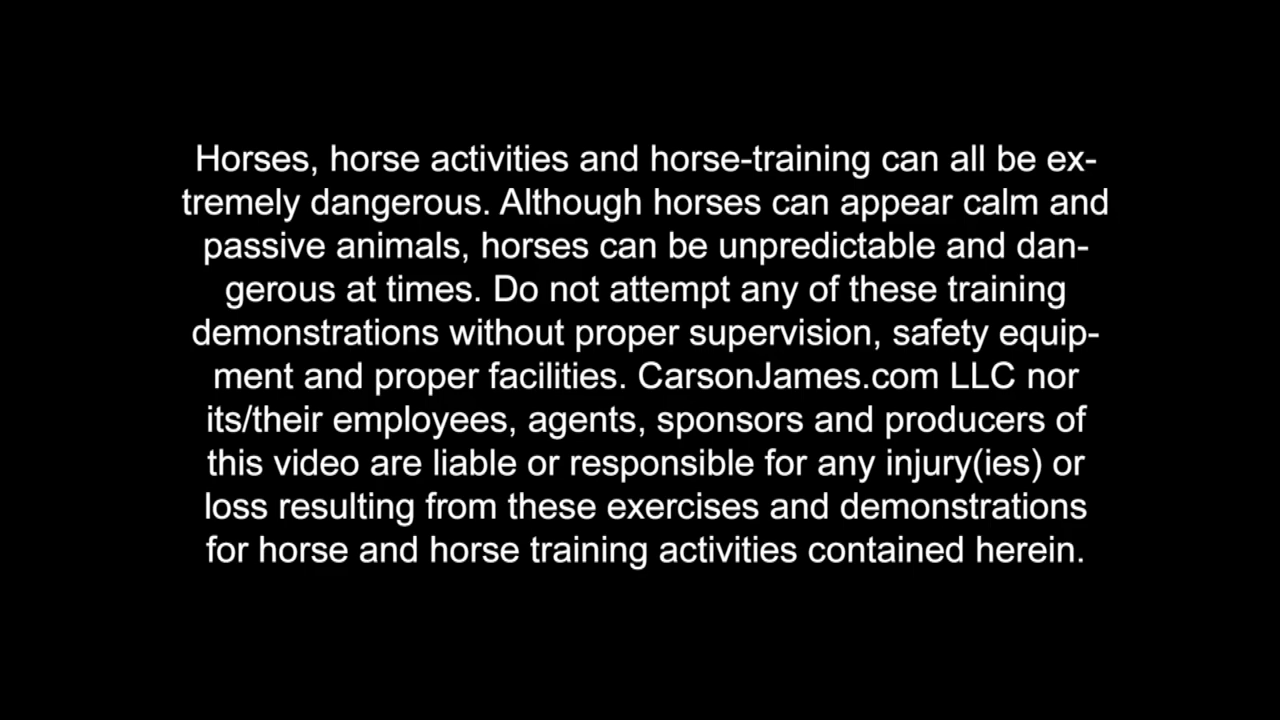 Horses, horse activities and horse-training can all be ex-
tremely dangerous. Although horses can appear calm and
passive animals, horses can be unpredictable and dan-
gerous at times. Do not attempt any of these training
demonstrations without proper supervision, safety equip-
ment and proper facilities. CarsonJames.com LLC nor
its/their employees, agents, sponsors and producers of
this video are liable or responsible for any injury(ies) or
loss resulting from these exercises and demonstrations
for horse and horse training activities contained herein.